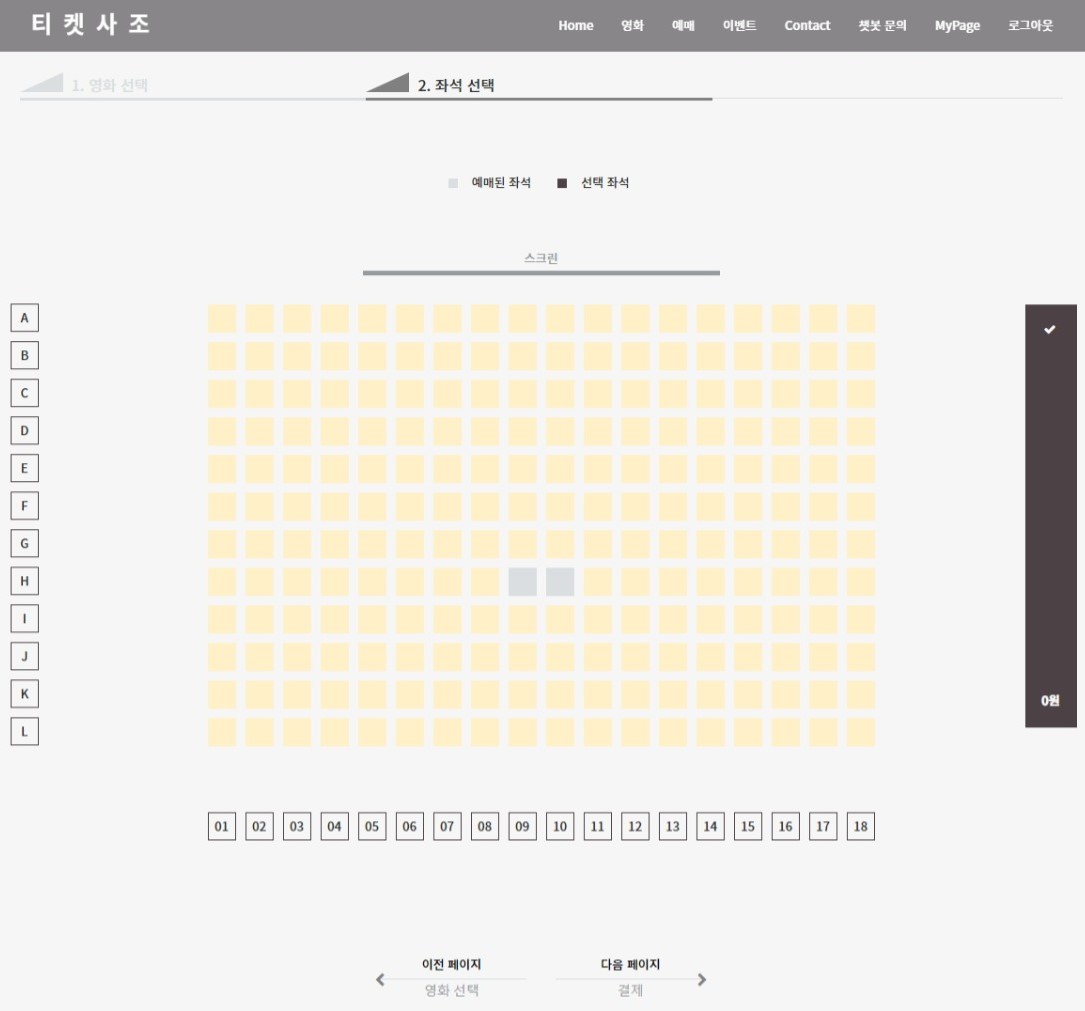 티켓사조
Home 영화 예매 이벤트 Contact 챗봇 문의 MyPage 로그아웃
1. 영화 선택
2. 좌석 선택
예매된 좌석 선택 좌석
스크린
A
B
C
D
E
F
G
H
I
J
K
L
0원
01 02 03 04 05 06 07 08 09 10 11 12 13 14 15 16 17 18
이전 페이지
영화 선택
다음 페이지
결제